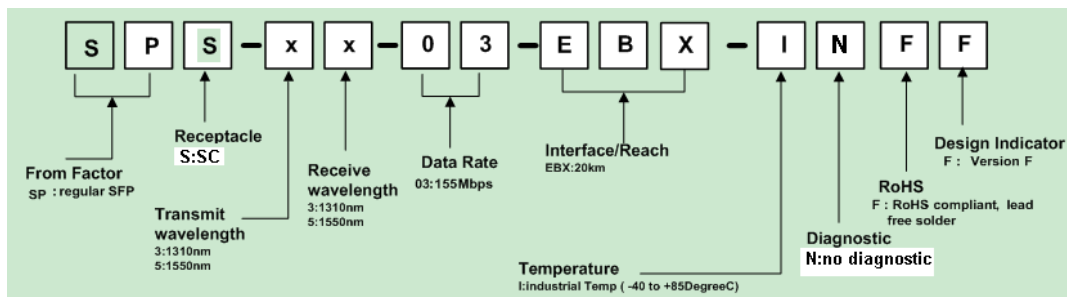 S P S - x x - 0 3 - E B X - I N F F
From Factor
SP : regular SFP
Receptacle
S:SC
Transmit
wavelength
3:1310nm
5:1550nm
Receive
wavelength
3:1310nm
5:1550nm
Data Rate
03:155Mbps
Interface/Reach
EBX:20km
Temperature
I:industrial Temp ( -40 to +85DegreeC)
Diagnostic
N:no diagnostic
RoHS
F : RoHS compliant, lead
free solder
Design Indicator
F : Version F